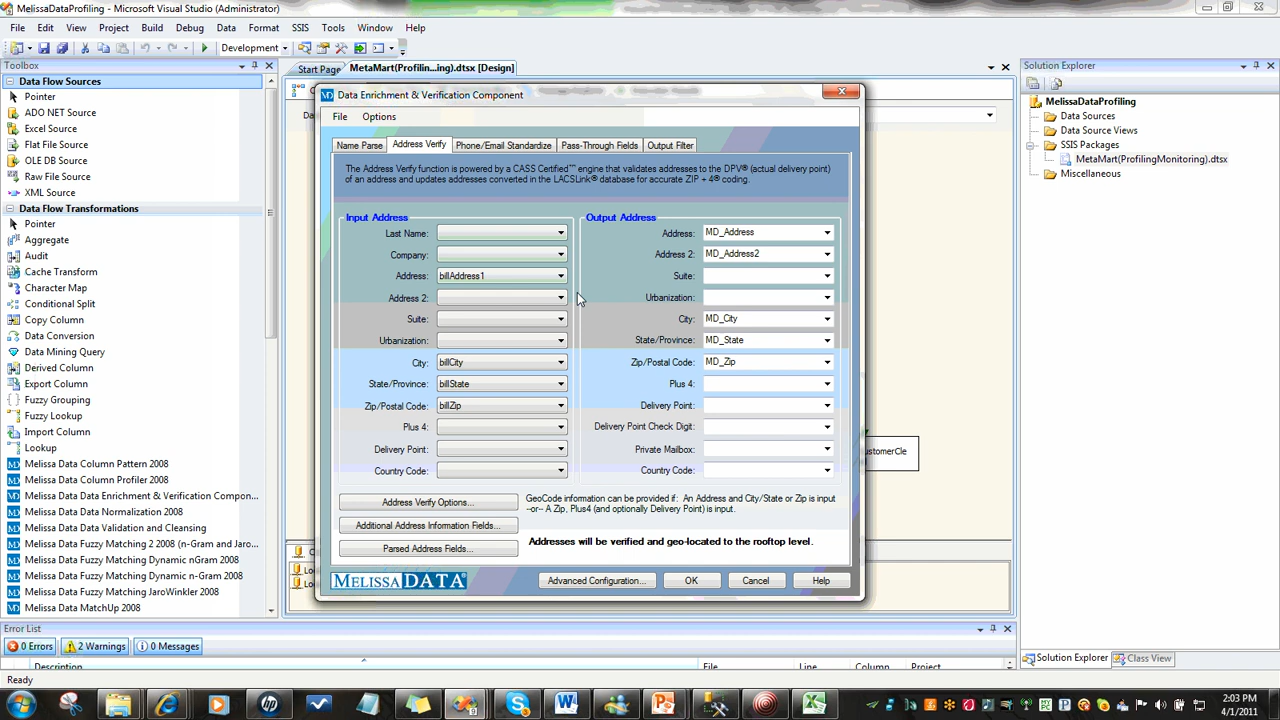 MelissaDataProfiling - Microsoft Visual Studio (Administrator)
File Edit View Project Build Debug Data Format SSIS Tools Window Help
Development
Toolbox
Data Flow Sources
Pointer
ADO NET Source
Excel Source
Flat File Source
OLE DB Source
Raw File Source
XML Source
Data Flow Transformations
Pointer
Aggregate
Audit
Cache Transform
Character Map
Conditional Split
Copy Column
Data Conversion
Data Mining Query
Derived Column
Export Column
Fuzzy Grouping
Fuzzy Lookup
Import Column
Lookup
Melissa Data Column Pattern 2008
Melissa Data Column Profiler 2008
Melissa Data Data Enrichment & Verification Compon...
Melissa Data Data Normalization 2008
Melissa Data Data Validation and Cleansing
Melissa Data Fuzzy Matching 2 2008 (n-Gram and Jr...
Melissa Data Fuzzy Matching Dynamic nGram 2008
Melissa Data Fuzzy Matching Dynamic n-Gram 2008
Melissa Data Fuzzy Matching JaroWinkler 2008
Melissa Data MatchUp 2008
Start Page
MetaMart(Profilin...ing).dtsx [Design]
Data Enrichment & Verification Component
File Options
Name Parse
Address Verify
Phone/Email Standardize
Pass-Through Fields
Output Filter
The Address Verify function is powered by a CASS Certified™ engine that validates addresses to the DPV® (actual delivery point)
of an address and updates addresses converted in the LACSLink® database for accurate ZIP + 4® coding.
Input Address
Last Name:
Company:
Address: billAddress1
Address 2:
Suite:
Urbanization:
City: billCity
State/Province: billState
Zip/Postal Code: billZip
Plus 4:
Delivery Point:
Country Code:
Output Address
Address: MD_Address
Address 2: MD_Address2
Suite:
Urbanization:
City: MD_City
State/Province: MD_State
Zip/Postal Code: MD_Zip
Plus 4:
Delivery Point:
Delivery Point Check Digit:
Private Mailbox:
Country Code:
Address Verify Options...
Additional Address Information Fields...
Parsed Address Fields...
GeoCode information can be provided if: An Address and City/State or Zip is input
--or-- A Zip, Plus4 (and optionally Delivery Point) is input.
Addresses will be verified and geo-located to the rooftop level.
MELISSA DATA
Advanced Configuration...
OK
Cancel
Help
Solution Explorer
MelissaDataProfiling
Data Sources
Data Source Views
SSIS Packages
MetaMart(ProfilingMonitoring).dtsx
Miscellaneous
Solution Explorer
Class View
Error List
0 Errors
2 Warnings
0 Messages
Description File Line Column Project
Ready
2:03 PM
4/1/2011